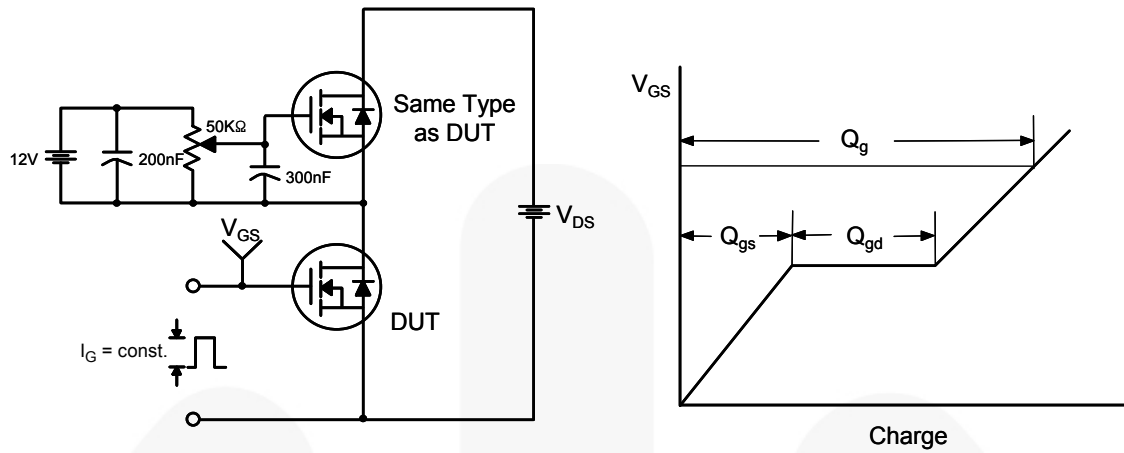 12V
200nF
50KΩ
300nF
Same Type
as DUT
V_GS
DUT
I_G = const.
V_DS
V_GS
Q_g
Q_gs
Q_gd
Charge